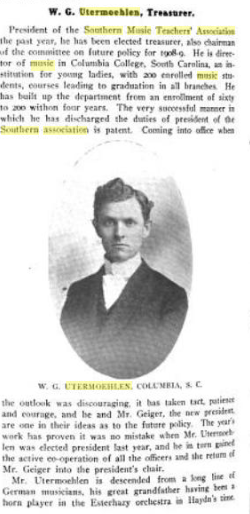 W. G. Utermoehlen, Treasurer.
President of the Southern Music Teachers' Association
the past year, he has been elected treasurer, also chairman
of the committee on future policy for 1908-9. He is direc-
tor of music in Columbia College, South Carolina, an in-
stitution for young ladies, with 200 enrolled music stu-
dents, courses leading to graduation in all branches. He
has built up the department from an enrollment of sixty
to 200 withon four years. The very successful manner in
which he has discharged the duties of president of the
Southern association is patent. Coming into office when
W. G. UTERMOEHLEN, COLUMBIA, S. C.
the outlook was discouraging, it has taken tact, patience
and courage, and he and Mr. Geiger, the new president,
are one in their ideas as to the future policy. The year's
work has proven it was no mistake when Mr. Utermoeh-
len was elected president last year, and he in turn gained
the active co-operation of all the officers and the return of
Mr. Geiger into the president's chair.
Mr. Utermoehlen is descended from a long line of
German musicians, his great grandfather having been a
horn player in the Esterhazy orchestra in Haydn's time.